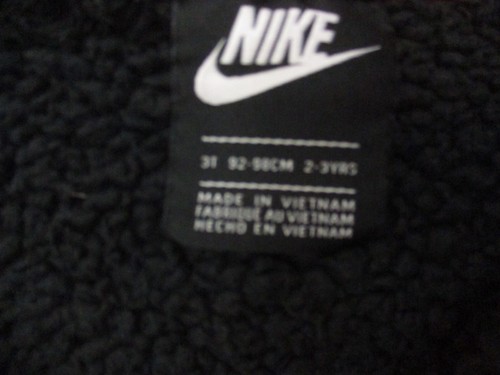 NIKE
3T 92-98CM 2-3YRS
MADE IN VIETNAM
FABRIQUÉ AU VIETNAM
HECHO EN VIETNAM